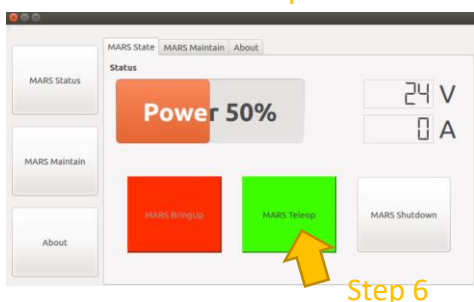 MARS State MARS Maintain About
Status
MARS Status
Power 50%
24 V
0 A
MARS Maintain
MARS BringUp
MARS Teleop
MARS Shutdown
About
Step 6